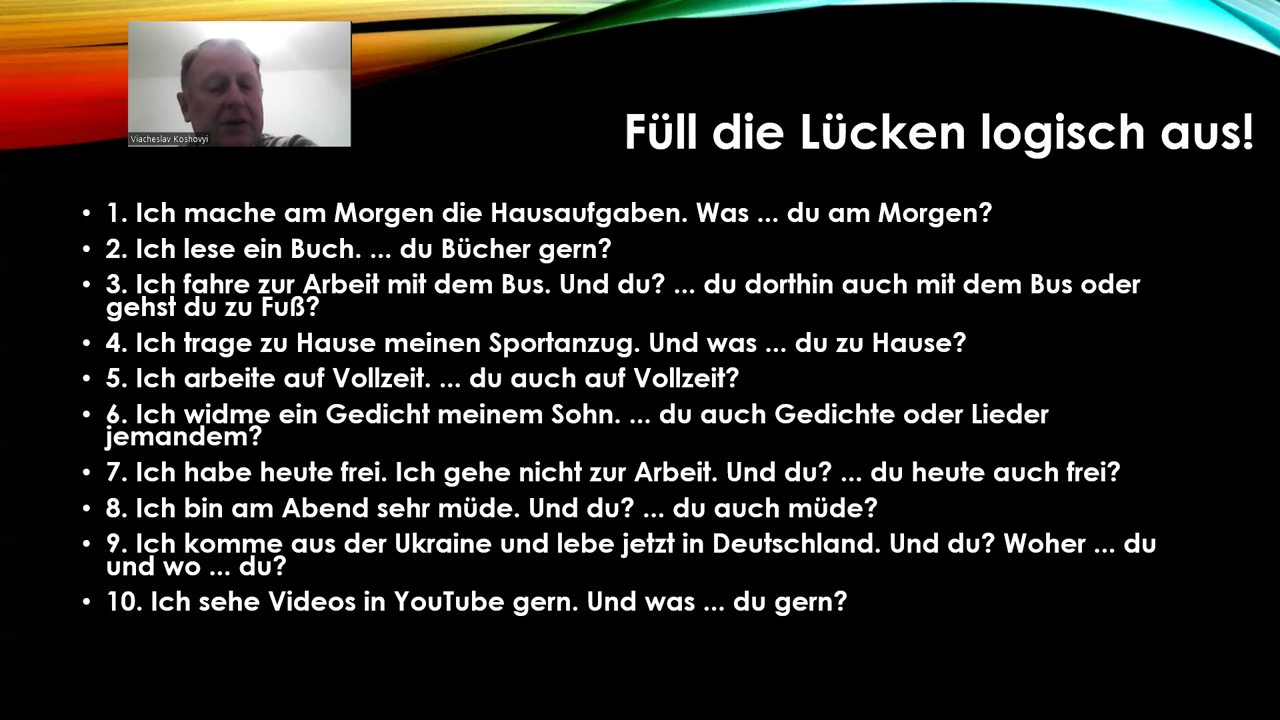 Viacheslav Koshovyi
Füll die Lücken logisch aus!
• 1. Ich mache am Morgen die Hausaufgaben. Was ... du am Morgen?
• 2. Ich lese ein Buch. ... du Bücher gern?
• 3. Ich fahre zur Arbeit mit dem Bus. Und du? ... du dorthin auch mit dem Bus oder
gehst du zu Fuß?
• 4. Ich trage zu Hause meinen Sportanzug. Und was ... du zu Hause?
• 5. Ich arbeite auf Vollzeit. ... du auch auf Vollzeit?
• 6. Ich widme ein Gedicht meinem Sohn. ... du auch Gedichte oder Lieder
jemandem?
• 7. Ich habe heute frei. Ich gehe nicht zur Arbeit. Und du? ... du heute auch frei?
• 8. Ich bin am Abend sehr müde. Und du? ... du auch müde?
• 9. Ich komme aus der Ukraine und lebe jetzt in Deutschland. Und du? Woher ... du
und wo ... du?
• 10. Ich sehe Videos in YouTube gern. Und was ... du gern?